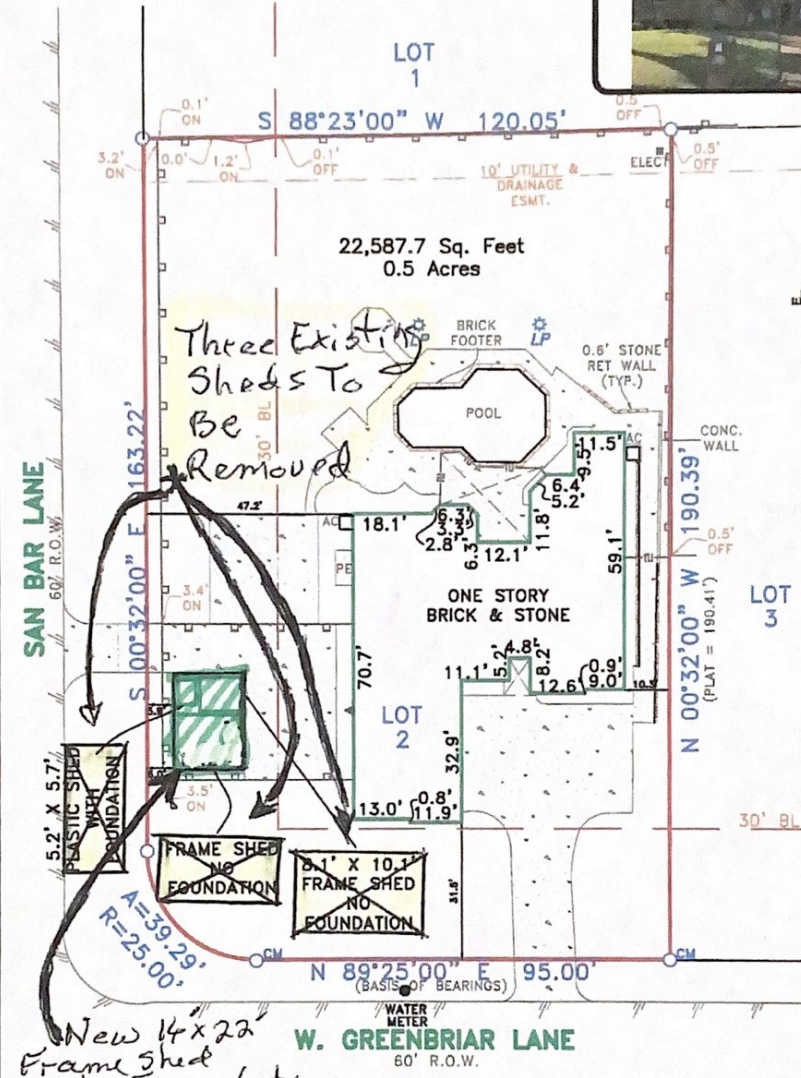 LOT
1
0.1'
ON
S 88°23'00" W 120.05'
0.5'
OFF
3.2'
ON
0.0'
1.2'
ON
0.1'
OFF
ELECT
0.5'
OFF
10' UTILITY &
DRAINAGE
ESMT.
22,587.7 Sq. Feet
0.5 Acres
Three Existing
Sheds To
Be
Removed
30' BL
LP
BRICK
FOOTER
LP
0.6' STONE
RET WALL
(TYP.)
POOL
CONC.
WALL
SAN BAR LANE
60' R.O.W.
S 00°32'00" E 163.22'
47.2'
AC
18.1'
6.3'
2.8'
6.3'
12.1'
11.8'
5.2'
6.4'
9.5'
11.5'
AC
59.1'
N 00°32'00" W 190.39'
(PLAT = 190.41')
0.5'
OFF
PE
3.4'
ON
ONE STORY
BRICK & STONE
LOT
3
70.7'
LOT
2
11.1'
5.2'
4.8'
8.2'
12.6'
0.9'
9.0'
32.9'
3.5'
ON
13.0'
0.8'
11.9'
30' BL
5.2' X 5.7'
PLASTIC SHED
WITH
FOUNDATION
FRAME SHED
NO
FOUNDATION
8.1' X 10.1'
FRAME SHED
NO
FOUNDATION
A=39.29'
R=25.00'
CM
N 89°25'00" E 95.00'
(BASIS OF BEARINGS)
CM
WATER
METER
W. GREENBRIAR LANE
60' R.O.W.
New 14'x22'
Frame Shed